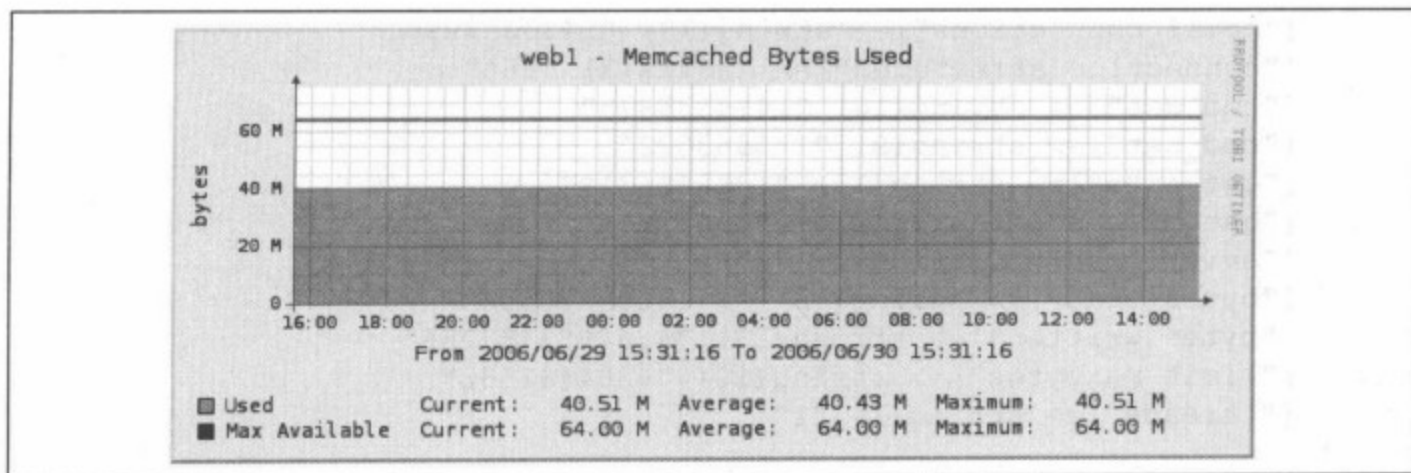 web1 - Memcached Bytes Used
RRDTOOL / TOBI OETIKER
bytes
60 M
40 M
20 M
0
16:00 18:00 20:00 22:00 00:00 02:00 04:00 06:00 08:00 10:00 12:00 14:00
From 2006/06/29 15:31:16 To 2006/06/30 15:31:16
Used Current: 40.51 M Average: 40.43 M Maximum: 40.51 M
Max Available Current: 64.00 M Average: 64.00 M Maximum: 64.00 M